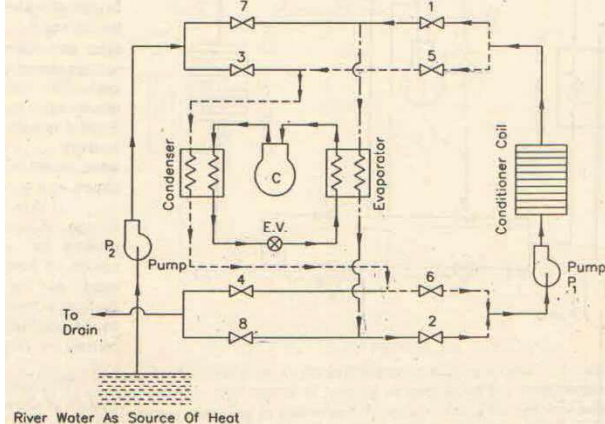 7
1
3
5
Condenser
C
Evaporator
E.V.
Conditioner Coil
P2
Pump
Pump
P1
4
6
To
Drain
8
2
River Water As Source Of Heat